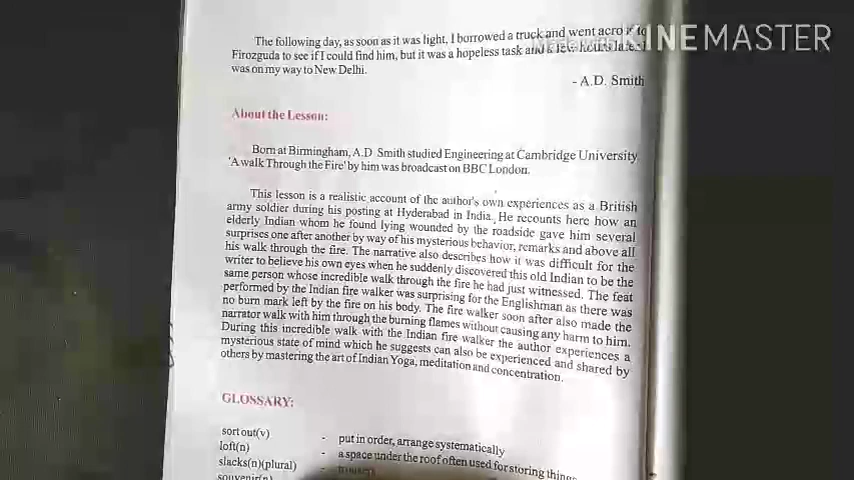 The following day, as soon as it was light, I borrowed a truck and went across to
Firozguda to see if I could find him, but it was a hopeless task and a few hours later I
was on my way to New Delhi.
- A.D. Smith
KINEMASTER
About the Lesson:
Born at Birmingham, A.D Smith studied Engineering at Cambridge University.
'A walk Through the Fire' by him was broadcast on BBC London.
This lesson is a realistic account of the author's own experiences as a British
army soldier during his posting at Hyderabad in India. He recounts here how an
elderly Indian whom he found lying wounded by the roadside gave him several
surprises one after another by way of his mysterious behavior, remarks and above all
his walk through the fire. The narrative also describes how it was difficult for the
writer to believe his own eyes when he suddenly discovered this old Indian to be the
same person whose incredible walk through the fire he had just witnessed. The feat
performed by the Indian fire walker was surprising for the Englishman as there was
no burn mark left by the fire on his body. The fire walker soon after also made the
narrator walk with him through the burning flames without causing any harm to him.
During this incredible walk with the Indian fire walker the author experiences a
mysterious state of mind which he suggests can also be experienced and shared by
others by mastering the art of Indian Yoga, meditation and concentration.
GLOSSARY:
sort out(v) - put in order, arrange systematically
loft(n) - a space under the roof often used for storing things
slacks(n)(plural) -
souvenir(n)